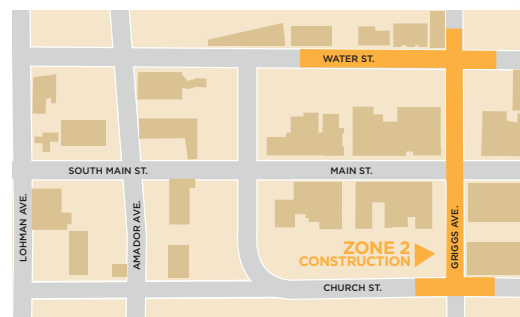 WATER ST.
SOUTH MAIN ST.
MAIN ST.
LOHMAN AVE.
AMADOR AVE.
GRIGGS AVE.
ZONE 2
CONSTRUCTION
CHURCH ST.